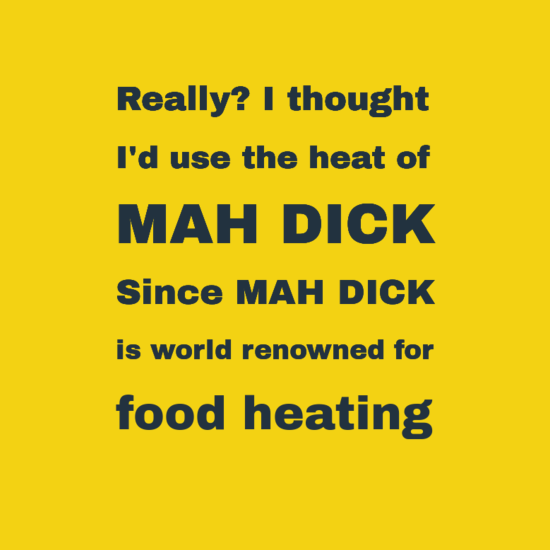 Really? I thought
I'd use the heat of
MAH DICK
Since MAH DICK
is world renowned for
food heating